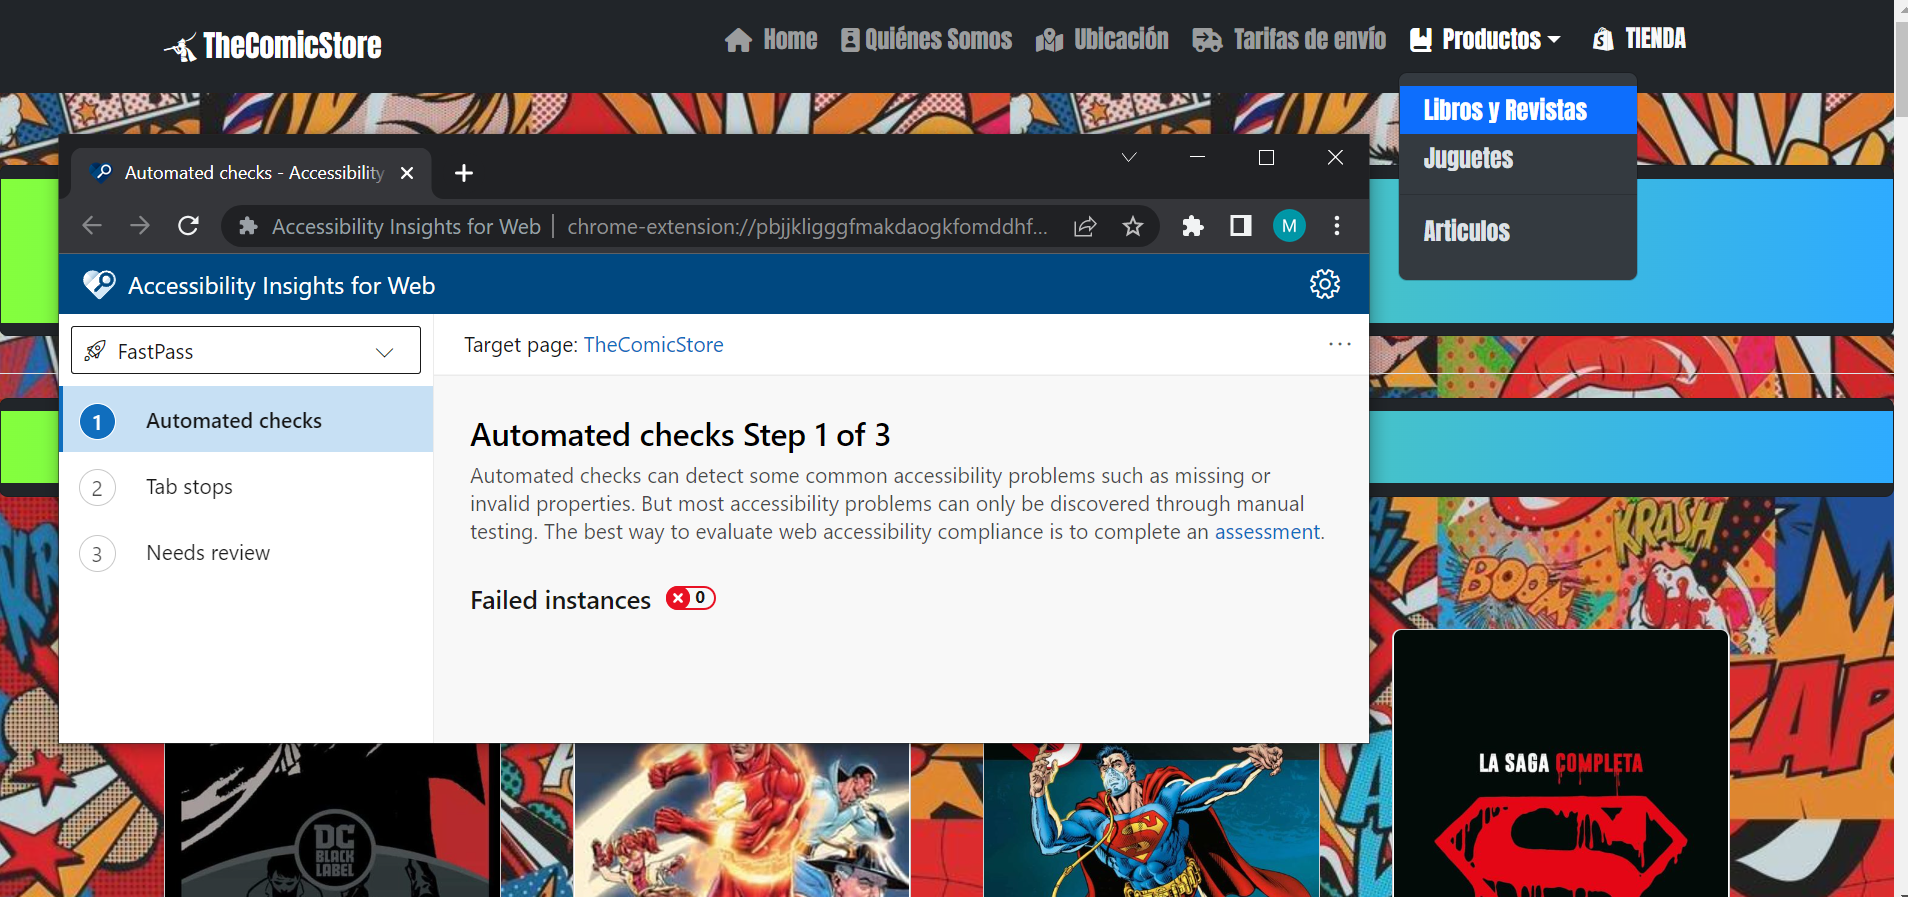 TheComicStore
Home Quiénes Somos Ubicación Tarifas de envío Productos TIENDA
Libros y Revistas
Juguetes
Articulos
Automated checks - Accessibility
Accessibility Insights for Web chrome-extension://pbjjkligggfmakdaogkfomddhf...
M
Accessibility Insights for Web
FastPass
Target page: TheComicStore
1 Automated checks
2 Tab stops
3 Needs review
Automated checks Step 1 of 3
Automated checks can detect some common accessibility problems such as missing or
invalid properties. But most accessibility problems can only be discovered through manual
testing. The best way to evaluate web accessibility compliance is to complete an assessment.
Failed instances 0
KRASH
BOOM
ZAP
LA SAGA COMPLETA
DC
BLACK
LABEL